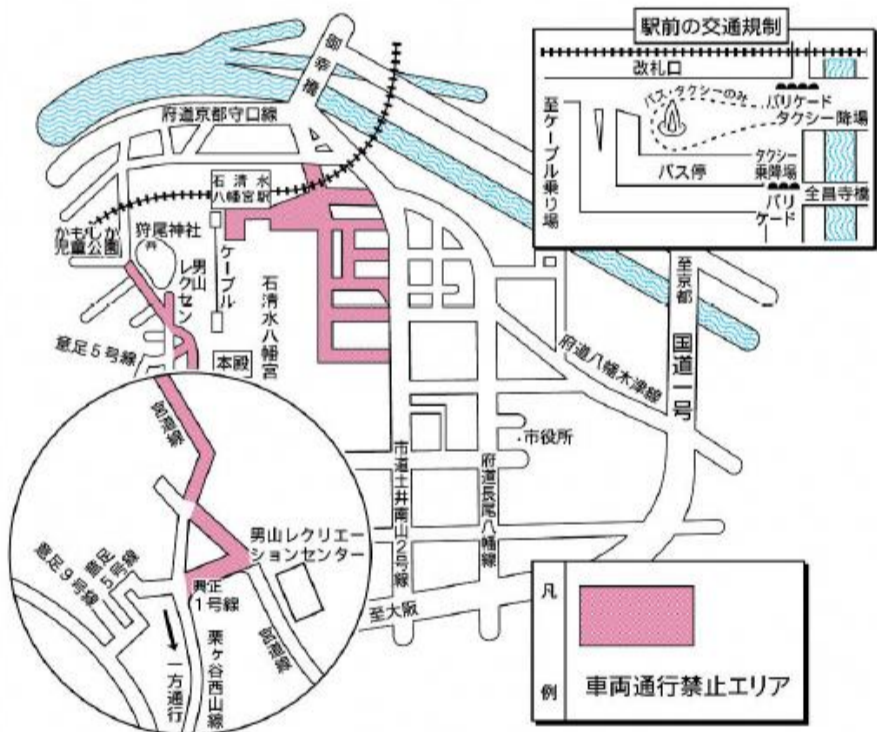 駅前の交通規制
改札口
バス・タクシーのみ
バリケード
タクシー降場
至ケーブル乗り場
バス停
タクシー
乗降場
バリ
ケード
全昌寺橋
御幸橋
府道京都守口線
石清水
八幡宮駅
かもしか
児童公園
狩尾神社
男山
レクセン
ケーブル
石清水八幡宮
本殿
意足5号線
至京都
国道一号
府道八幡木津線
市役所
市道土井南山2号線
府道長尾八幡線
至大阪
宮道線
男山レクリエー
ションセンター
意足
5号線
意足9号線
興正
1号線
宮道線
栗ヶ谷西山線
一方通行
凡例
車両通行禁止エリア